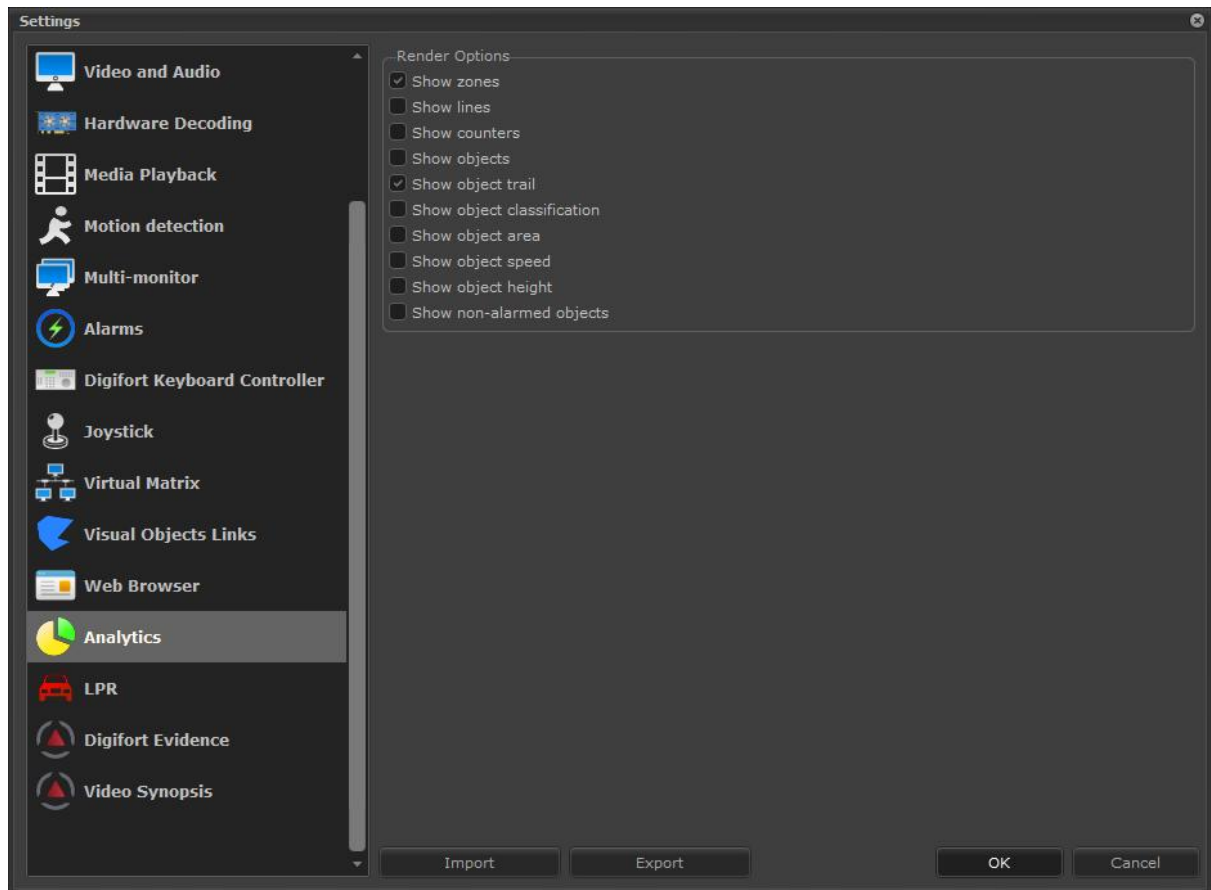 Settings
Video and Audio
Hardware Decoding
Media Playback
Motion detection
Multi-monitor
Alarms
Digifort Keyboard Controller
Joystick
Virtual Matrix
Visual Objects Links
Web Browser
Analytics
LPR
Digifort Evidence
Video Synopsis
Render Options
Show zones
Show lines
Show counters
Show objects
Show object trail
Show object classification
Show object area
Show object speed
Show object height
Show non-alarmed objects
Import Export OK Cancel